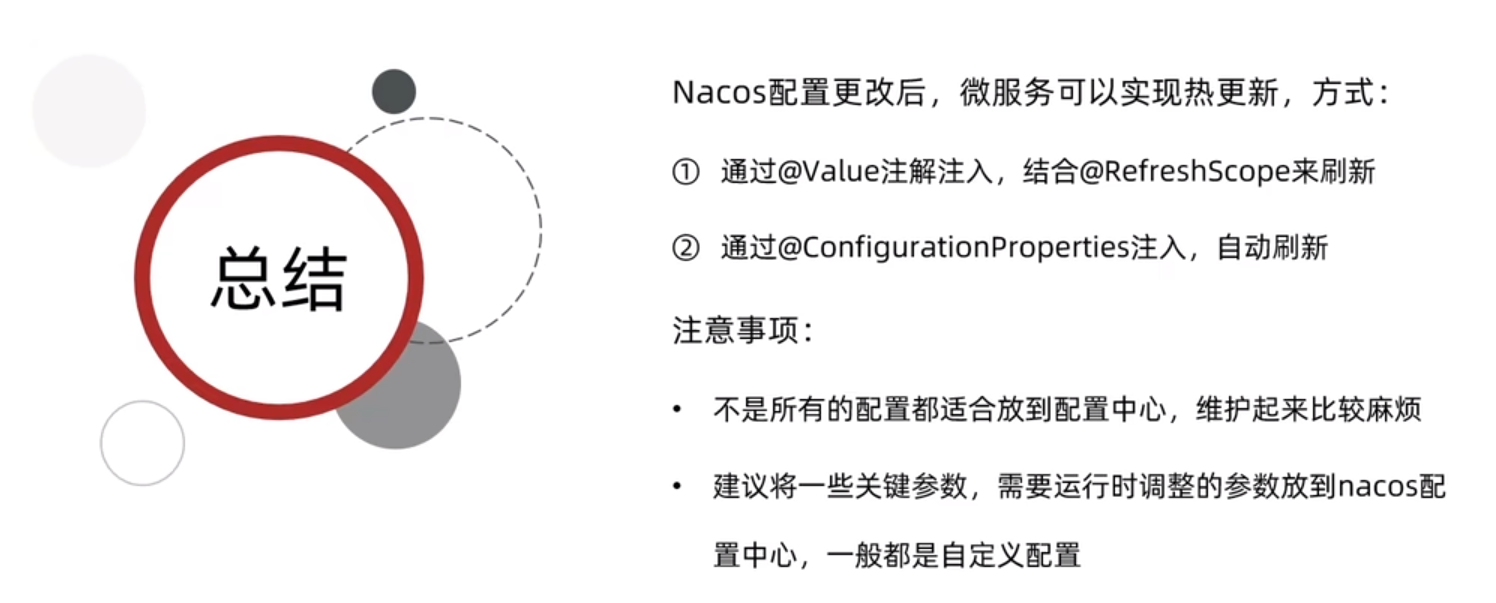 总结
Nacos配置更改后，微服务可以实现热更新，方式：
① 通过@Value注解注入，结合@RefreshScope来刷新
② 通过@ConfigurationProperties注入，自动刷新
注意事项：
• 不是所有的配置都适合放到配置中心，维护起来比较麻烦
• 建议将一些关键参数，需要运行时调整的参数放到nacos配
置中心，一般都是自定义配置